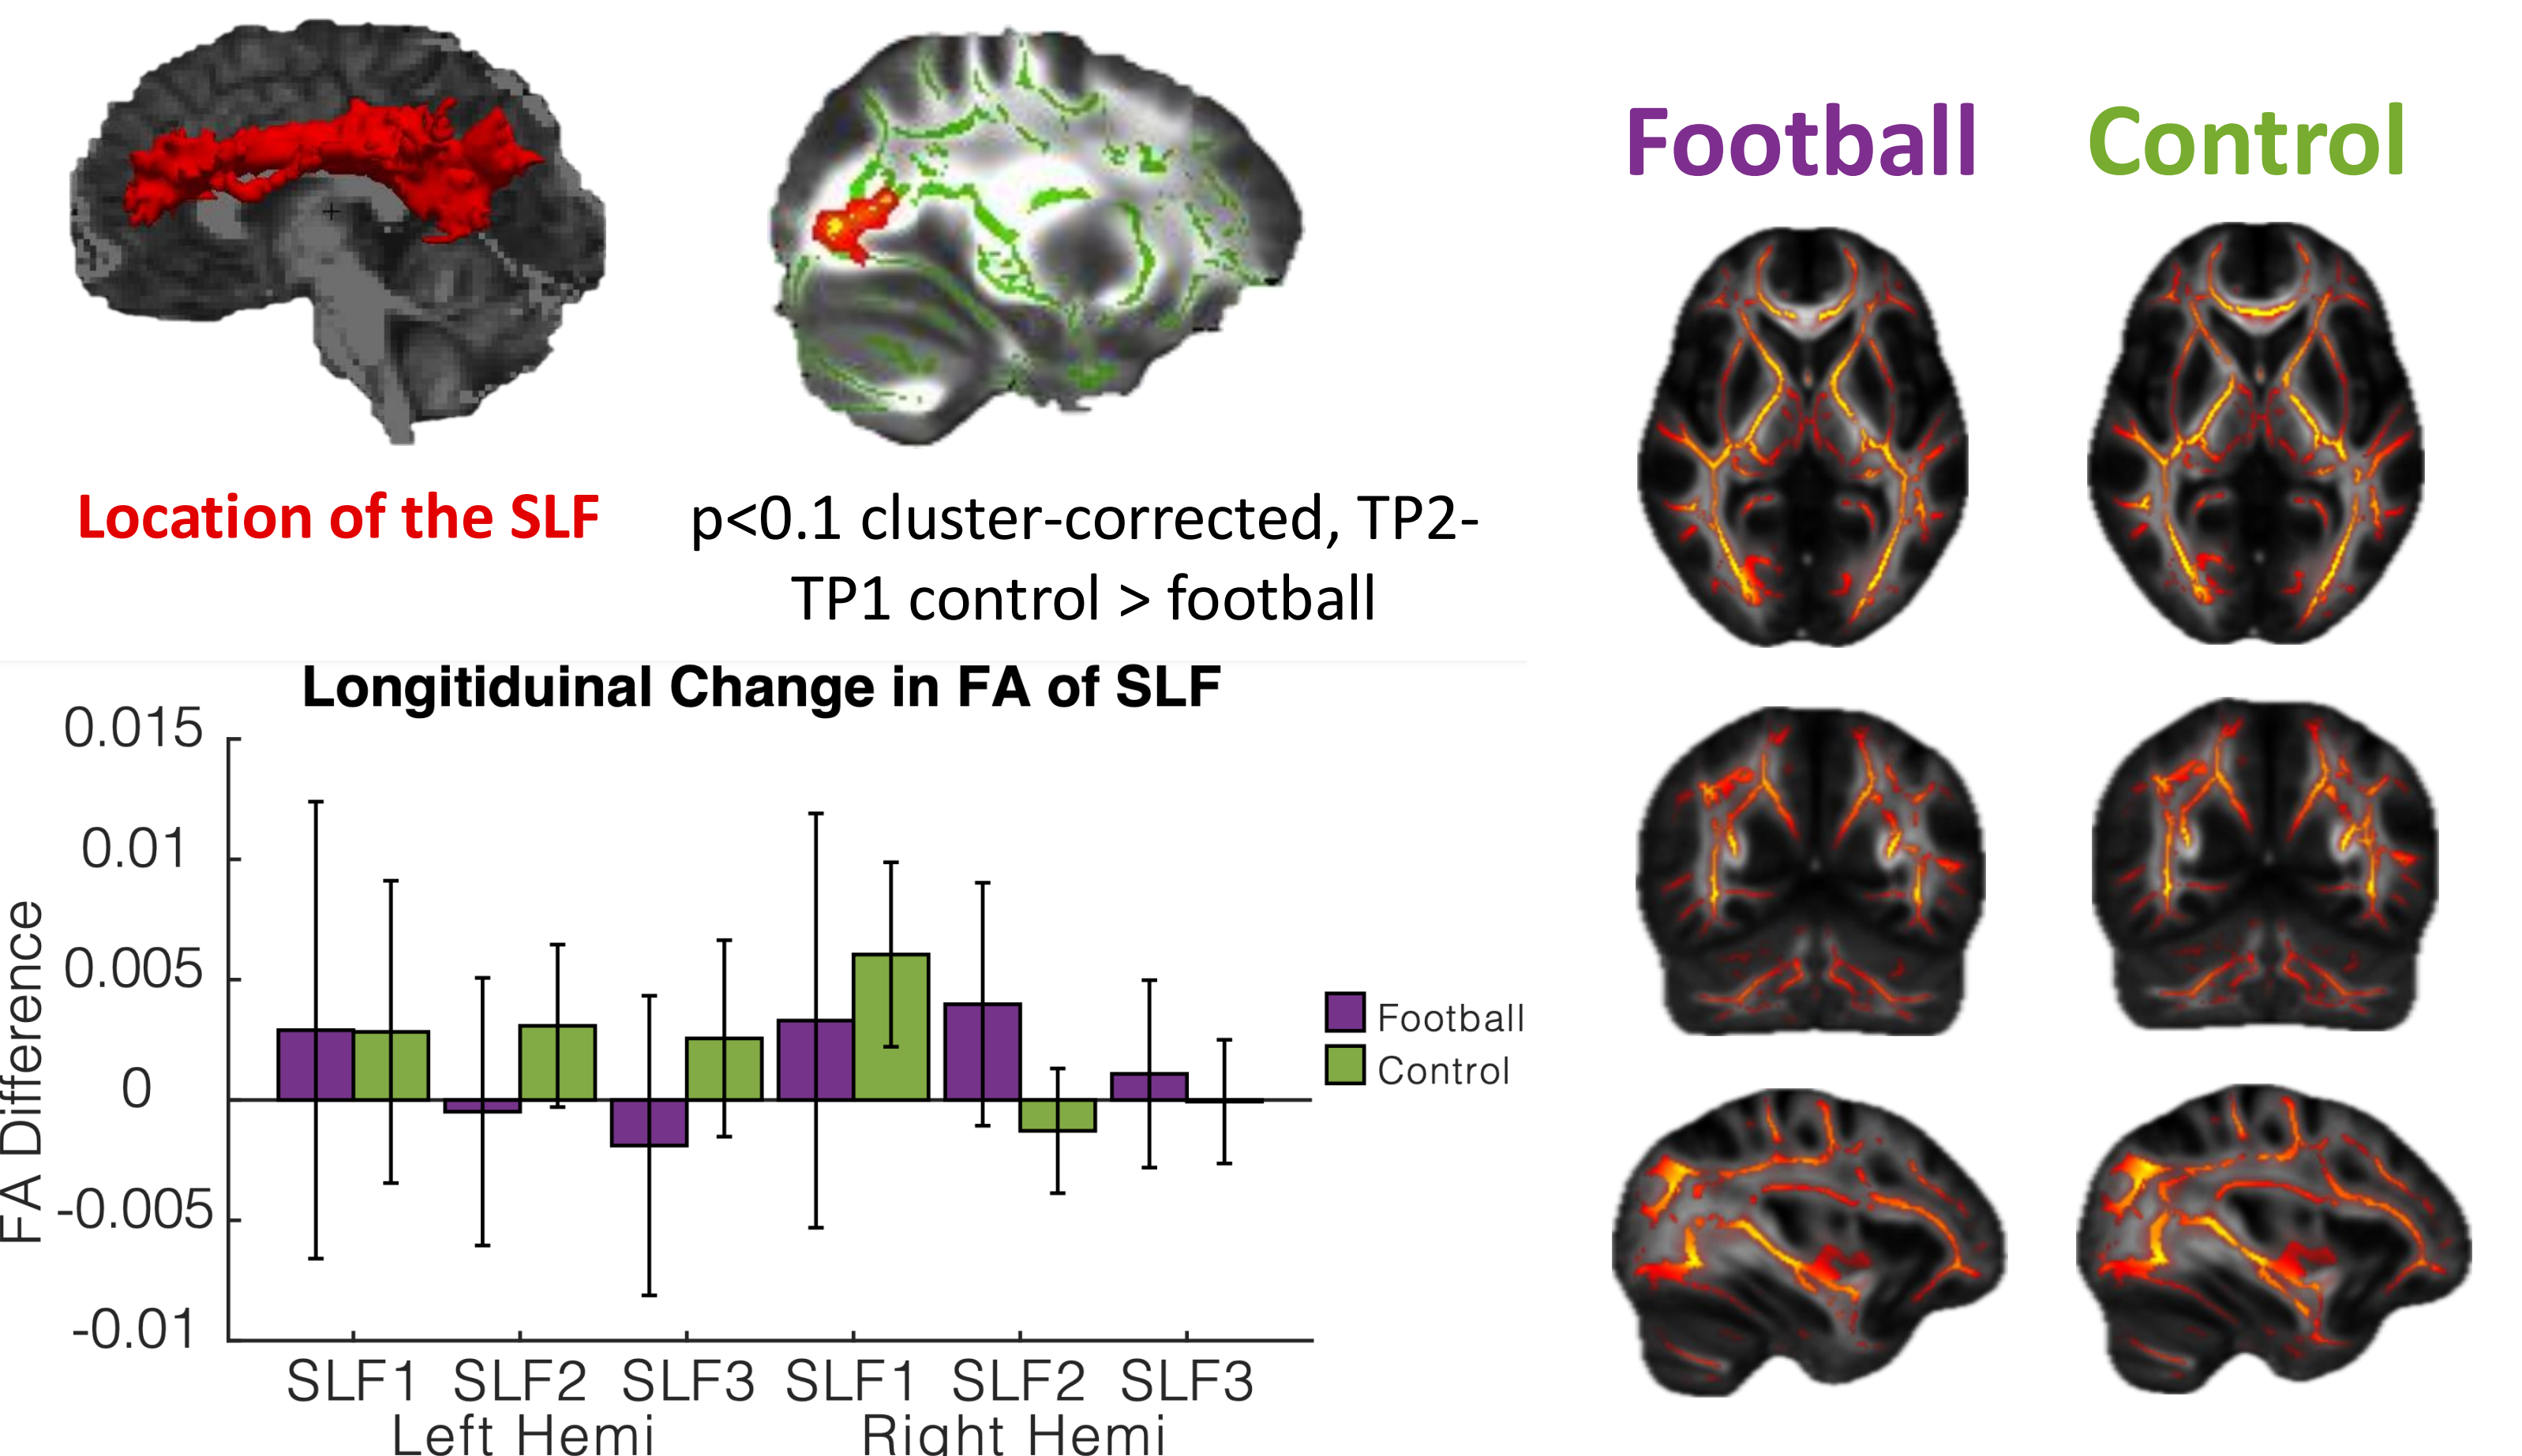 Football
Control
Location of the SLF
p<0.1 cluster-corrected, TP2-
TP1 control > football
Longitiduinal Change in FA of SLF
FA Difference
0.015
0.01
0.005
0
-0.005
-0.01
Football
Control
SLF1 SLF2 SLF3 SLF1 SLF2 SLF3
Left Hemi Right Hemi